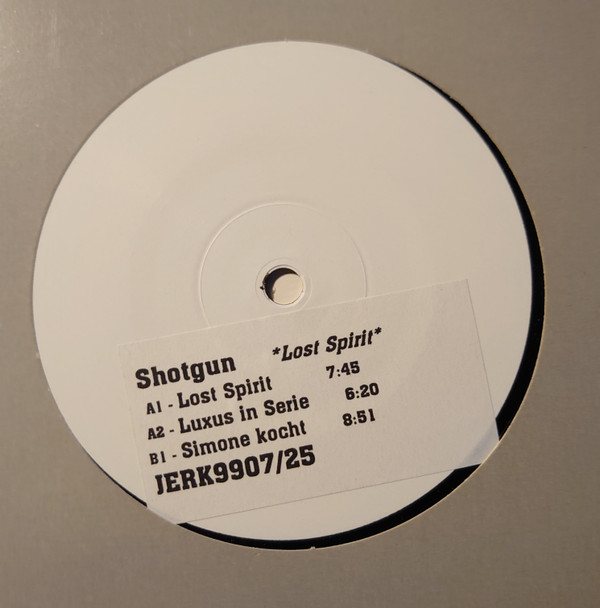 Shotgun *Lost Spirit*
A1 - Lost Spirit 7:45
A2 - Luxus in Serie 6:20
B1 - Simone kocht 8:51
JERK9907/25